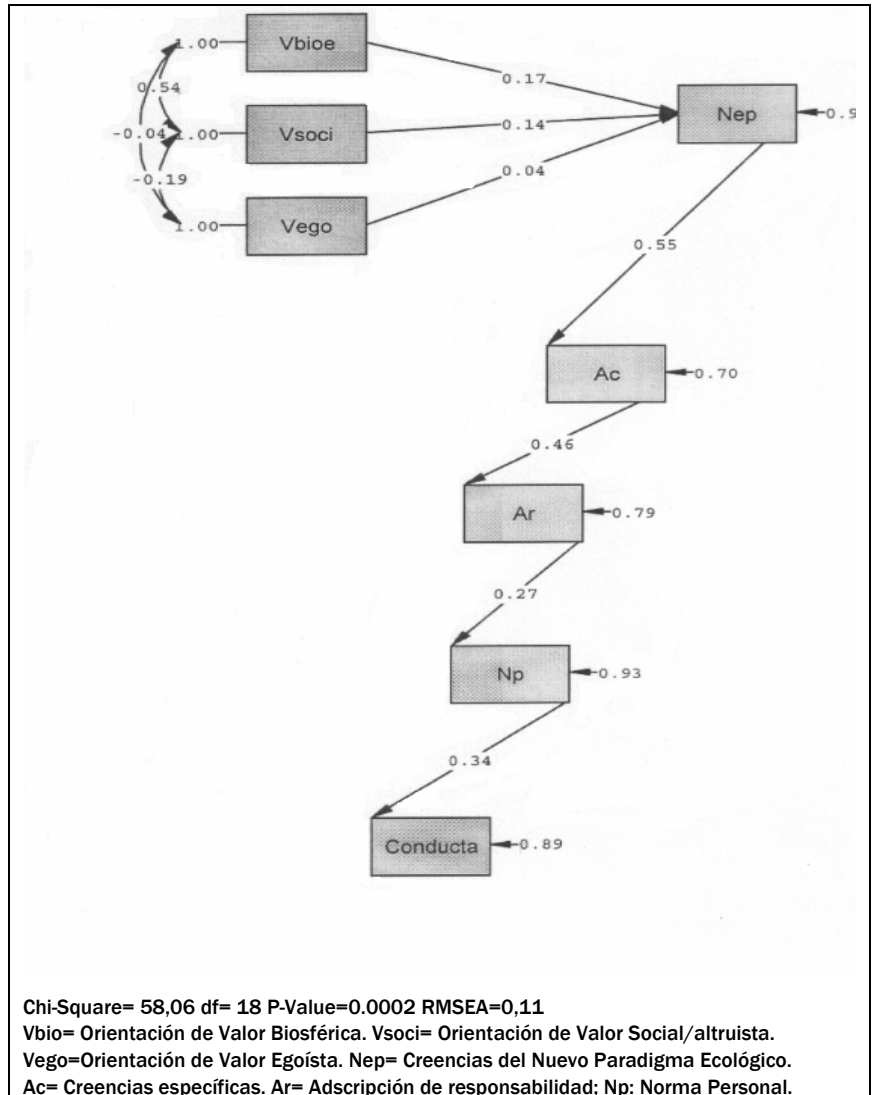 1.00
Vbioe
0.17
0.54
Nep
0.9
-0.04
1.00
Vsoci
0.14
-0.19
0.04
1.00
Vego
0.55
Ac
0.70
0.46
Ar
0.79
0.27
Np
0.93
0.34
Conducta
0.89
Chi-Square= 58,06 df= 18 P-Value=0.0002 RMSEA=0,11
Vbio= Orientación de Valor Biosférica. Vsoci= Orientación de Valor Social/altruista.
Vego=Orientación de Valor Egoísta. Nep= Creencias del Nuevo Paradigma Ecológico.
Ac= Creencias específicas. Ar= Adscripción de responsabilidad; Np: Norma Personal.